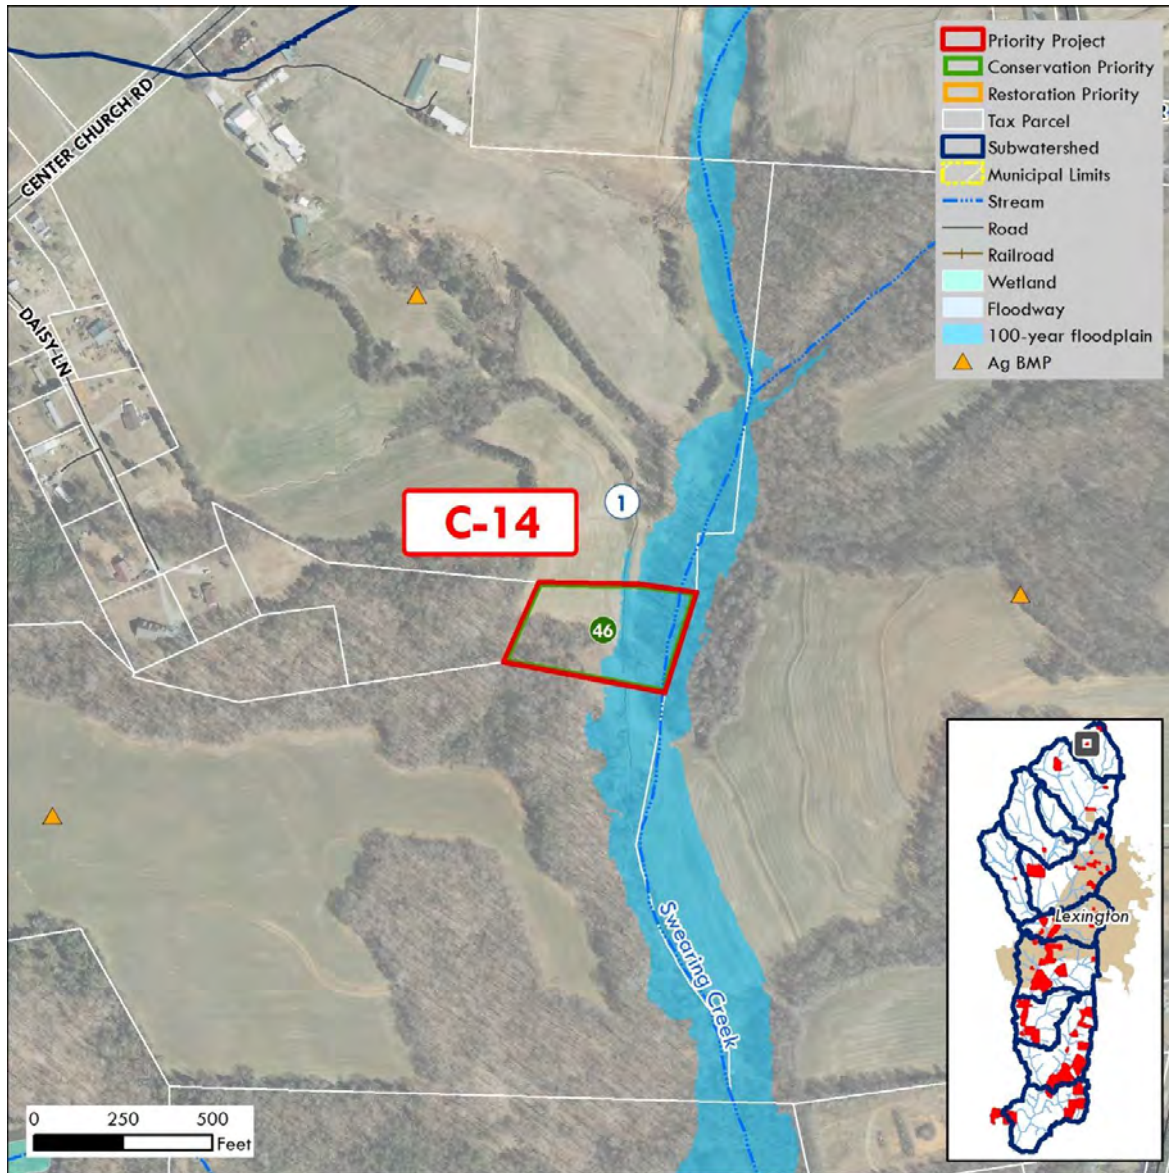 CENTER CHURCH RD
DAISY LN
Priority Project
Conservation Priority
Restoration Priority
Tax Parcel
Subwatershed
Municipal Limits
Stream
Road
Railroad
Wetland
Floodway
100-year floodplain
Ag BMP
1
C-14
46
Swearing Creek
Lexington
0 250 500
Feet